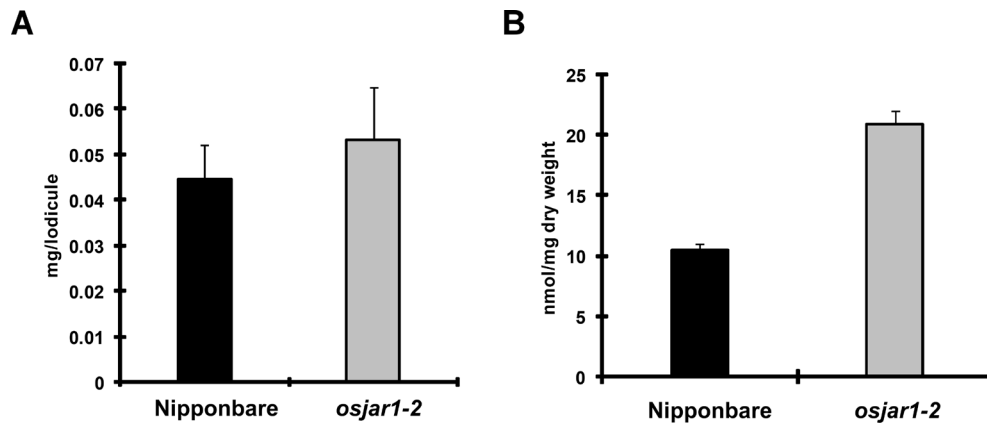 A
mg/lodicule
0.07
0.06
0.05
0.04
0.03
0.02
0.01
0
Nipponbare osjar1-2
B
nmol/mg dry weight
25
20
15
10
5
0
Nipponbare osjar1-2